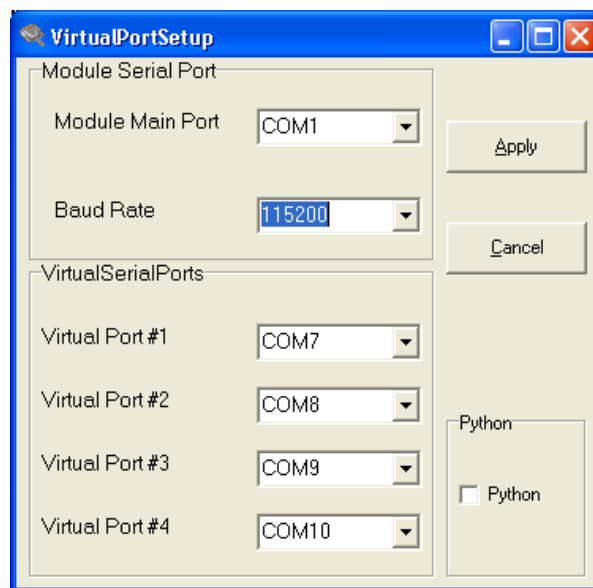 VirtualPortSetup
Module Serial Port
Module Main Port COM1
Apply
Baud Rate 115200
Cancel
VirtualSerialPorts
Virtual Port #1 COM7
Virtual Port #2 COM8
Python
Virtual Port #3 COM9
Python
Virtual Port #4 COM10